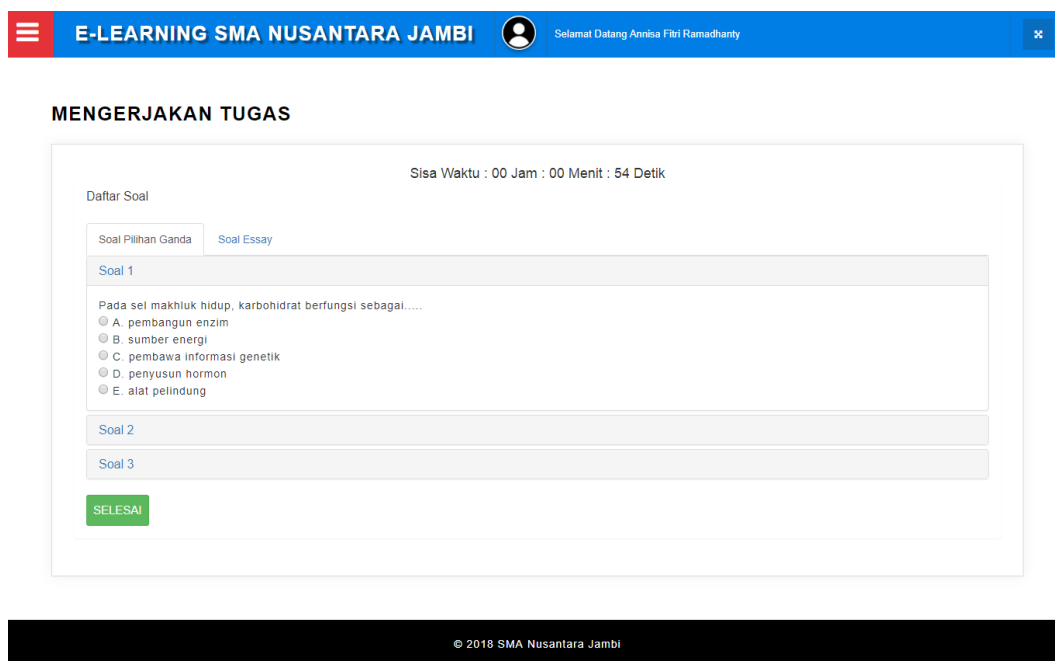 E-LEARNING SMA NUSANTARA JAMBI
Selamat Datang Annisa Fitri Ramadhanty
MENGERJAKAN TUGAS
Sisa Waktu : 00 Jam : 00 Menit : 54 Detik
Daftar Soal
Soal Pilihan Ganda
Soal Essay
Soal 1
Pada sel makhluk hidup, karbohidrat berfungsi sebagai.....
A. pembangun enzim
B. sumber energi
C. pembawa informasi genetik
D. penyusun hormon
E. alat pelindung
Soal 2
Soal 3
SELESAI
© 2018 SMA Nusantara Jambi